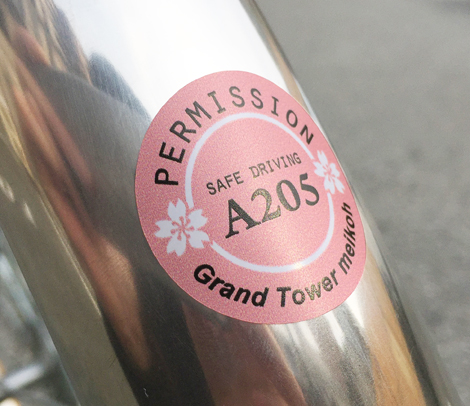 PERMISSION
SAFE DRIVING
A205
Grand Tower meikoh